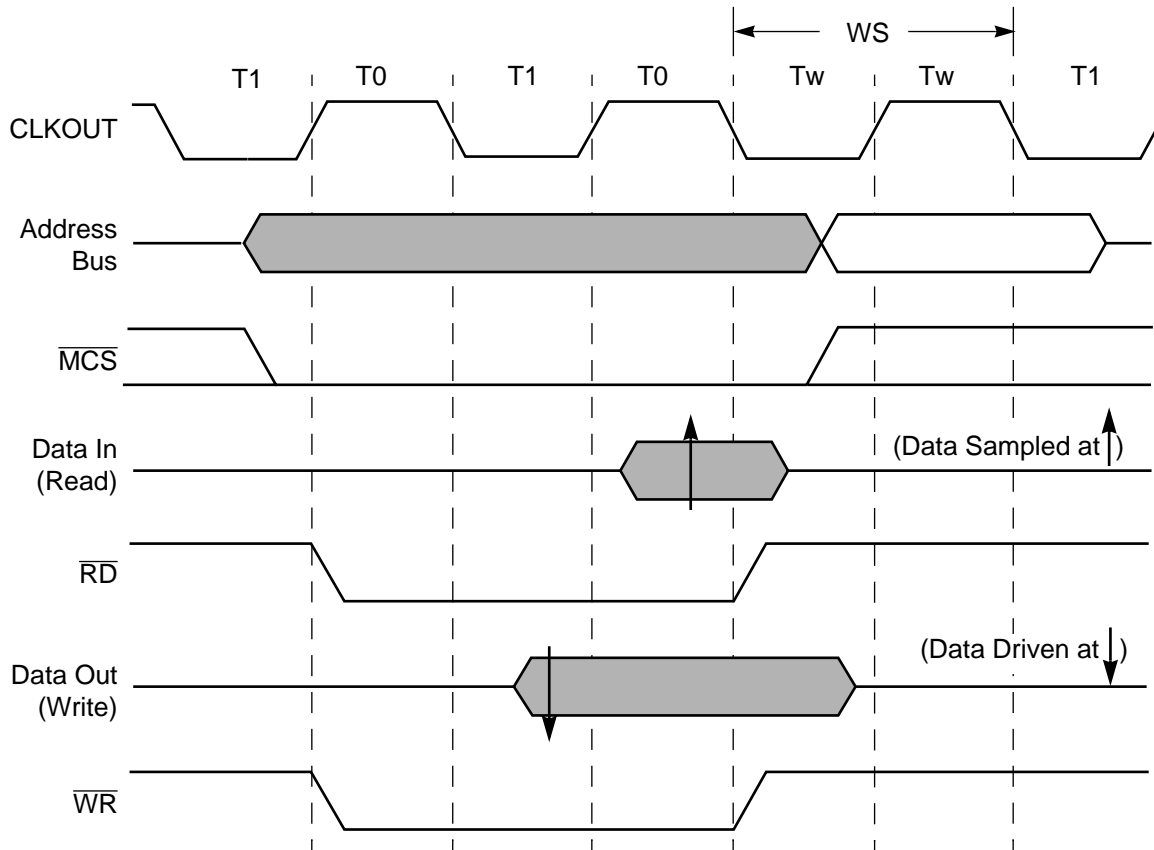 WS
T1 T0 T1 T0 Tw Tw T1
CLKOUT
Address
Bus
MCS
Data In
(Read)
(Data Sampled at )
RD
Data Out
(Write)
(Data Driven at )
WR